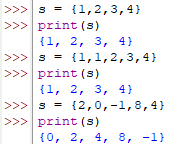 >>> s = {1,2,3,4}
>>> print(s)
{1, 2, 3, 4}
>>> s = {1,1,2,3,4}
>>> print(s)
{1, 2, 3, 4}
>>> s = {2,0,-1,8,4}
>>> print(s)
{0, 2, 4, 8, -1}